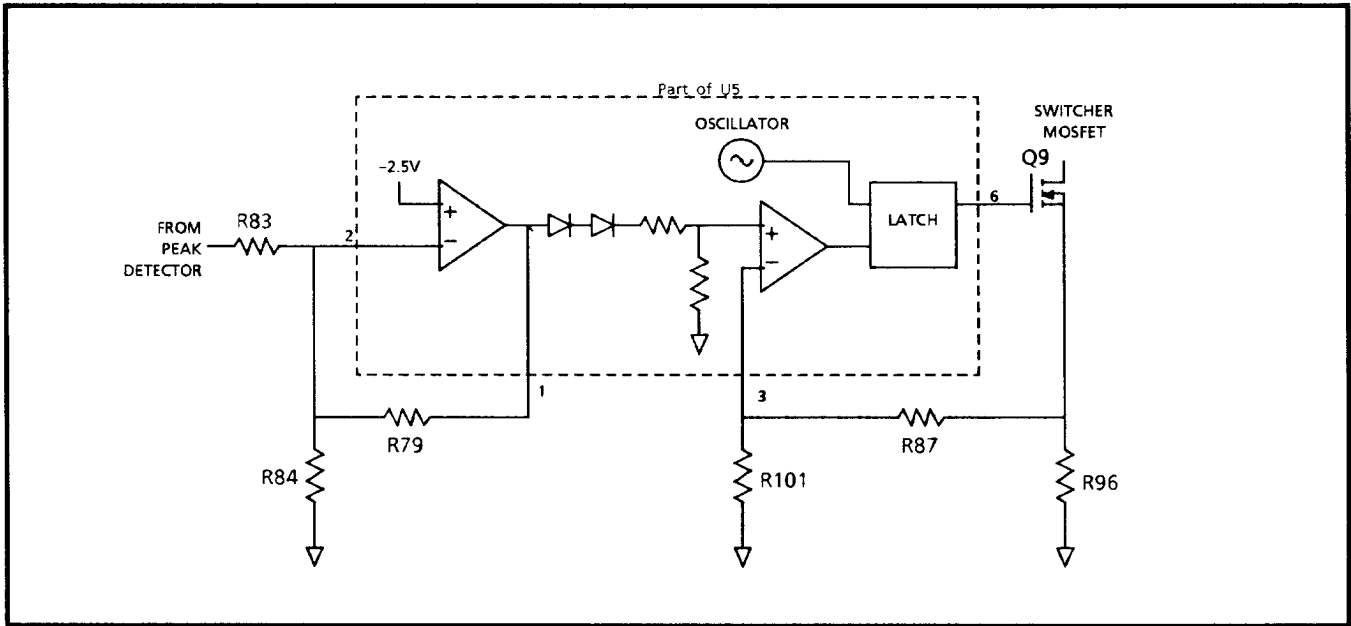 Part of U5
SWITCHER
MOSFET
OSCILLATOR
Q9
-2.5V
+
-
6
LATCH
R83
2
FROM
PEAK
DETECTOR
+
-
1
3
R79
R87
R84
R101
R96